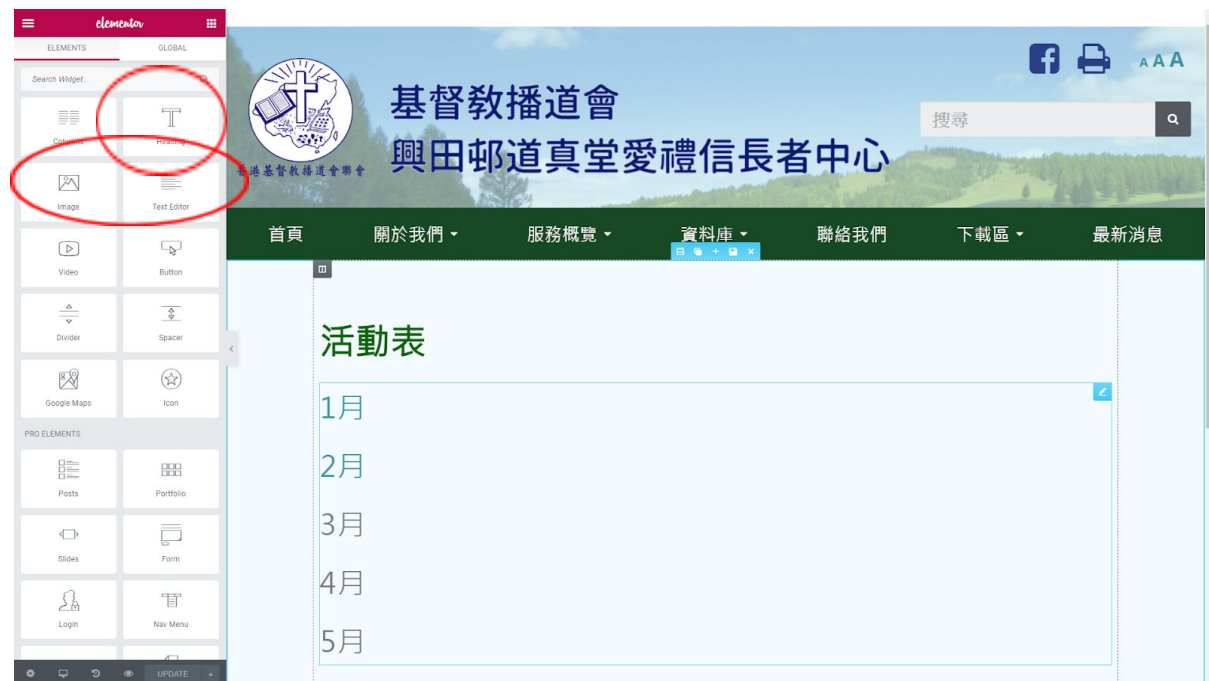 elementor
ELEMENTS
GLOBAL
Search Widget...
Columns
Heading
Image
Text Editor
Video
Button
Divider
Spacer
Google Maps
Icon
PRO ELEMENTS
Posts
Portfolio
Slides
Form
Login
Nav Menu
UPDATE
香港基督教播道會聯會
基督教播道會
興田邨道真堂愛禮信長者中心
A A A
搜尋
首頁
關於我們
服務概覽
資料庫
聯絡我們
下載區
最新消息
活動表
1月
2月
3月
4月
5月